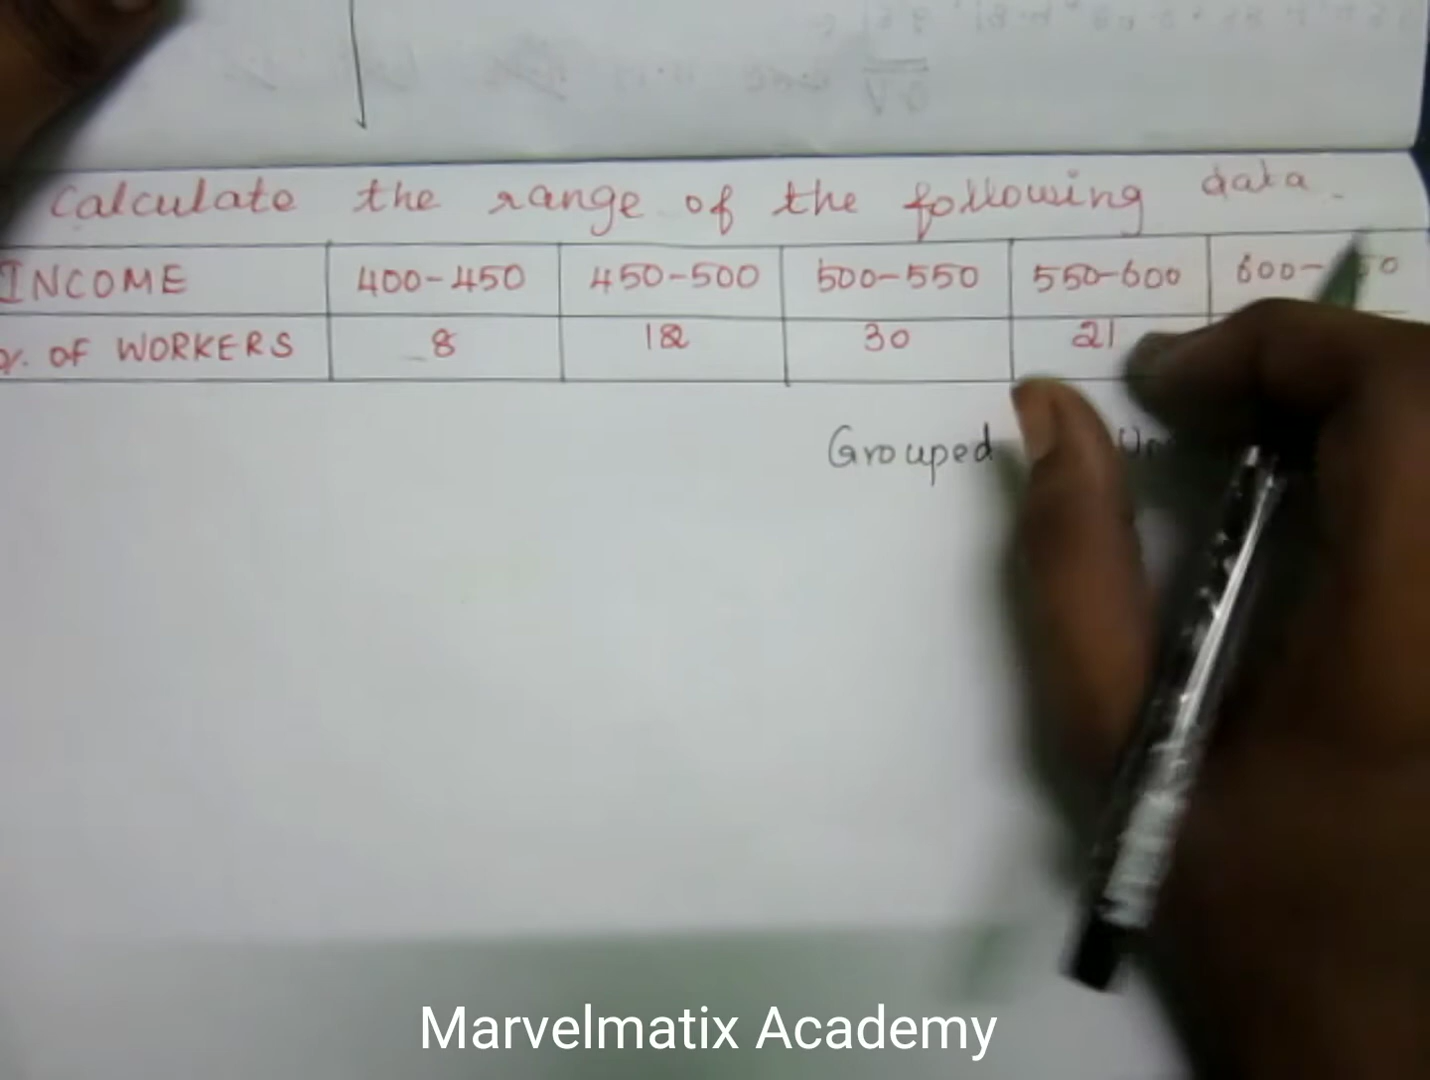 Calculate the range of the following data.
INCOME 400-450 450-500 500-550 550-600
OF WORKERS 8 30 21
Grouped
Marvelmatix Academy